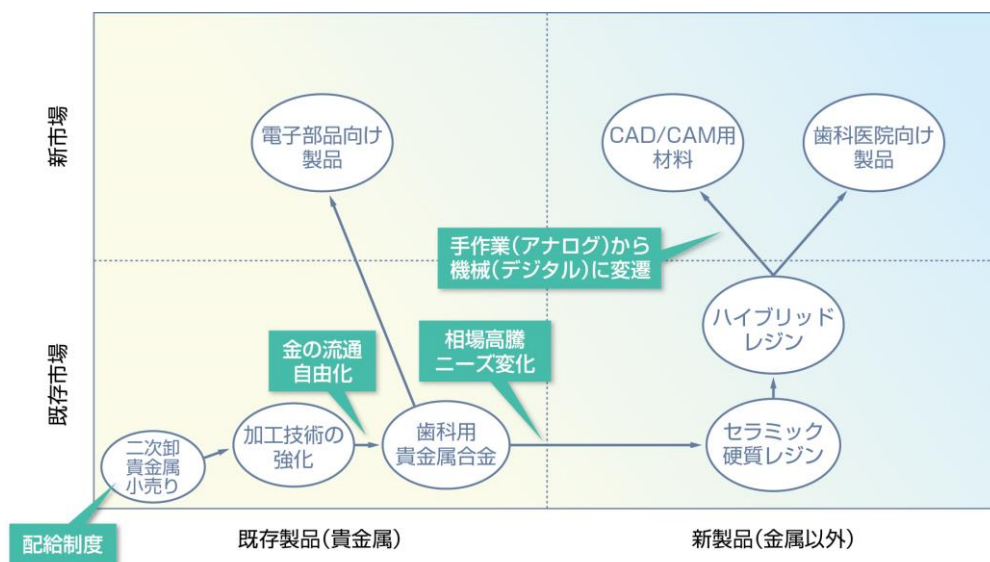 新市場
電子部品向け
製品
CAD/CAM用
材料
歯科医院向け
製品
手作業(アナログ)から
機械(デジタル)に変遷
既存市場
ハイブリッド
レジン
金の流通
自由化
相場高騰
ニーズ変化
二次卸
貴金属
小売り
加工技術の
強化
歯科用
貴金属合金
セラミック
硬質レジン
配給制度
既存製品(貴金属)
新製品(金属以外)